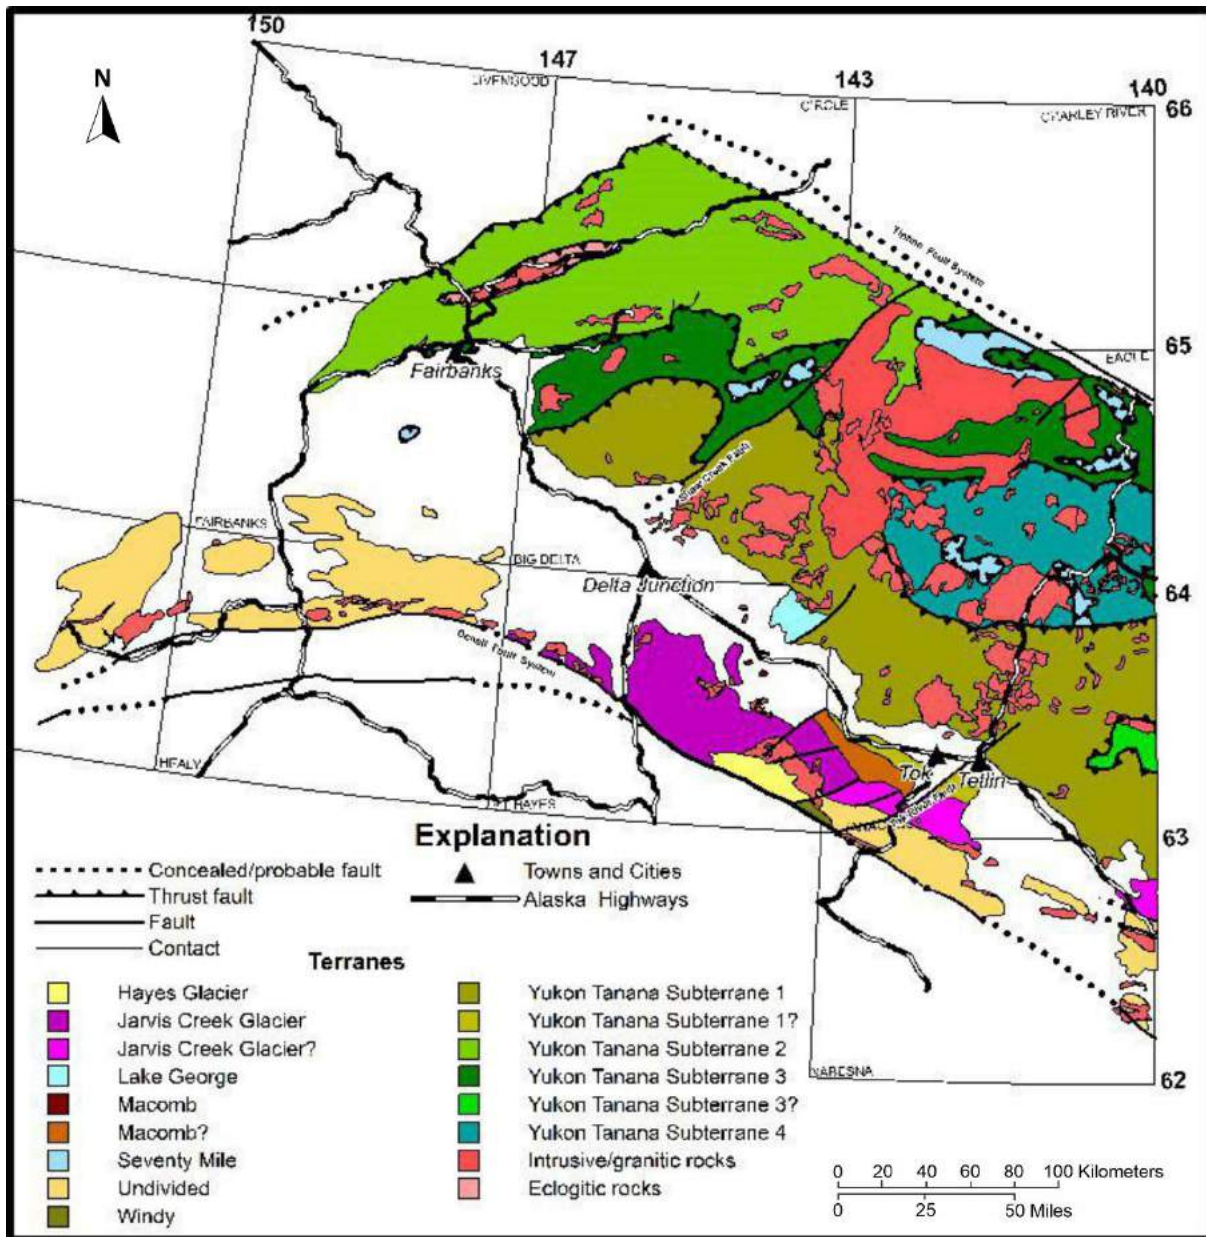 150
N
147
143
140
LIVENGOOD
CIRCLE
CHARLEY RIVER
66
Tintina Fault System
65
EAGLE
Fairbanks
Shaw Creek Fault
FAIRBANKS
BIG DELTA
Delta Junction
64
Denali Fault System
HEALY
Tok
Tetlin
MT HAYES
63
Explanation
Concealed/probable fault
Towns and Cities
Thrust fault
Alaska Highways
Fault
Contact
Terranes
Hayes Glacier
Yukon Tanana Subterrane 1
Jarvis Creek Glacier
Yukon Tanana Subterrane 1?
Jarvis Creek Glacier?
Yukon Tanana Subterrane 2
Lake George
Yukon Tanana Subterrane 3
NABESNA
62
Macomb
Yukon Tanana Subterrane 3?
Macomb?
Yukon Tanana Subterrane 4
Seventy Mile
Intrusive/granitic rocks
Undivided
Eclogitic rocks
Windy
0 20 40 60 80 100 Kilometers
0 25 50 Miles